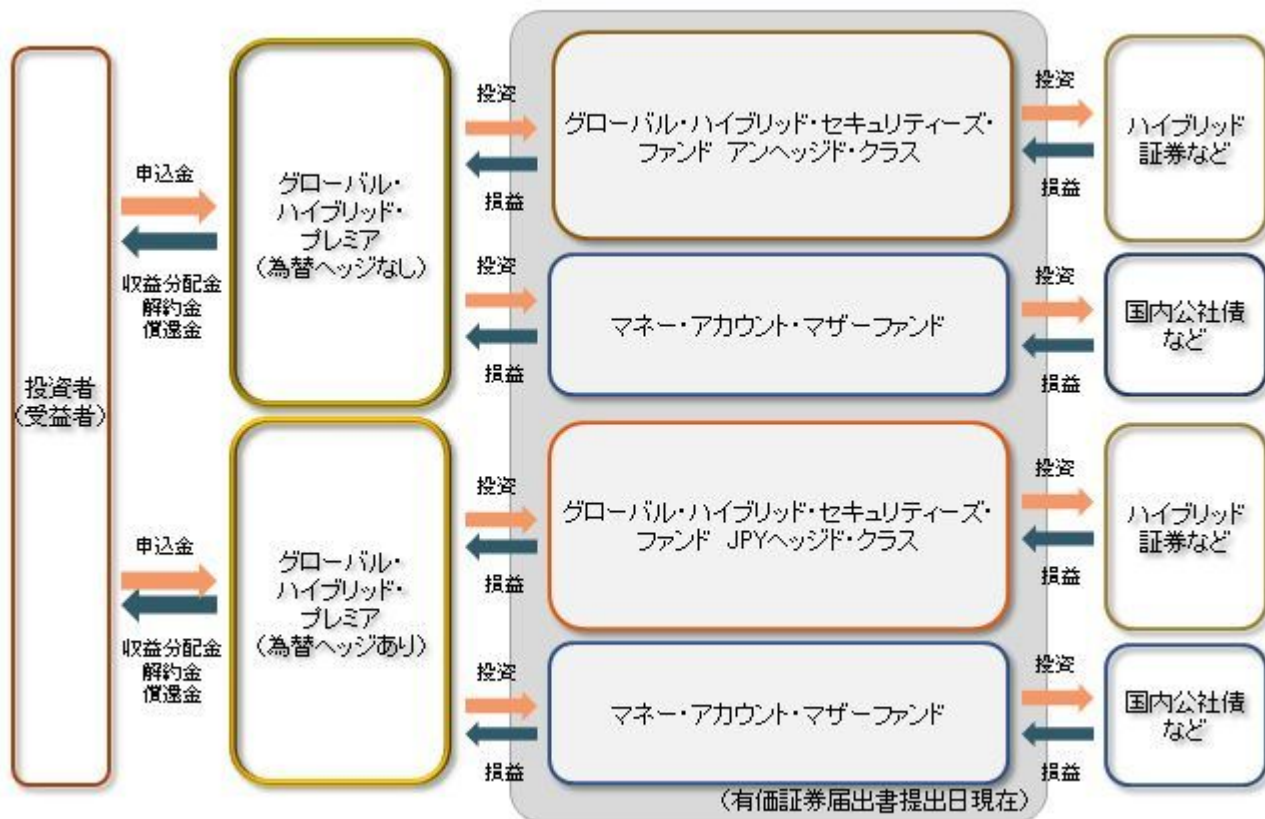 投資者
(受益者)
申込金
収益分配金
解約金
償還金
グローバル・
ハイブリッド・
プレミア
(為替ヘッジなし)
投資
損益
グローバル・ハイブリッド・セキュリティーズ・
ファンド アンヘッジド・クラス
投資
損益
ハイブリッド
証券など
投資
損益
マネー・アカウント・マザーファンド
投資
損益
国内公社債
など
申込金
収益分配金
解約金
償還金
グローバル・
ハイブリッド・
プレミア
(為替ヘッジあり)
投資
損益
グローバル・ハイブリッド・セキュリティーズ・
ファンド JPYヘッジド・クラス
投資
損益
ハイブリッド
証券など
投資
損益
マネー・アカウント・マザーファンド
投資
損益
国内公社債
など
(有価証券届出書提出日現在)